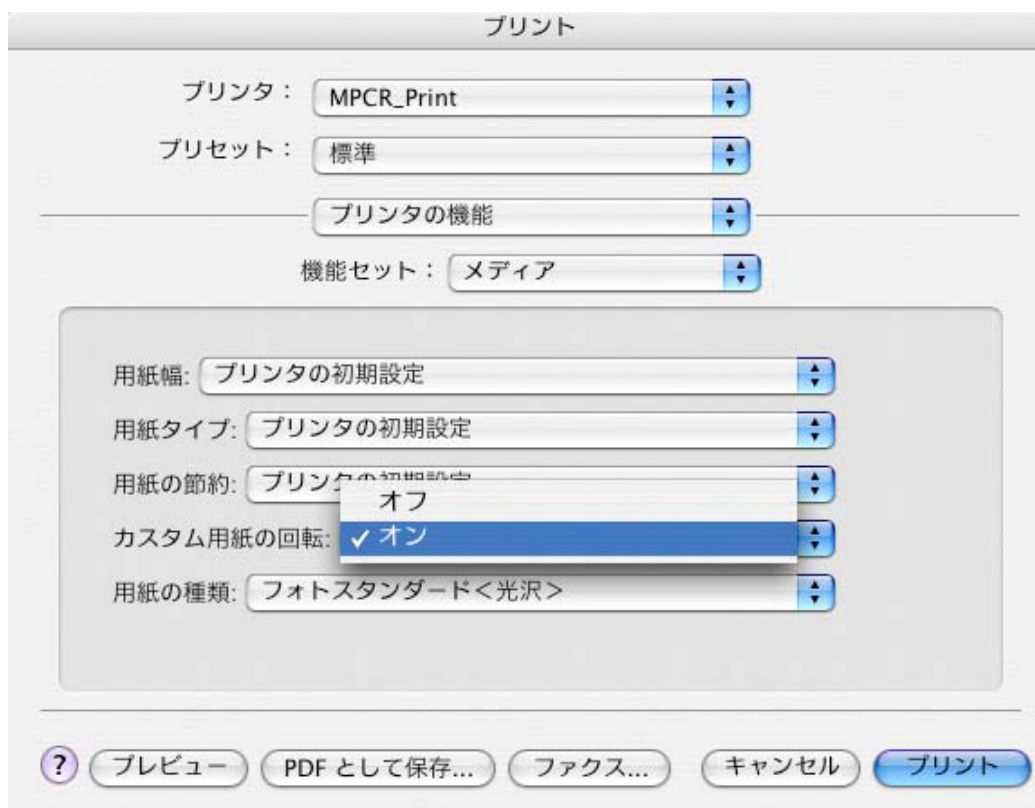 プリント
プリンタ： MPCR_Print
プリセット： 標準
プリンタの機能
機能セット： メディア
用紙幅: プリンタの初期設定
用紙タイプ: プリンタの初期設定
用紙の節約: プリンタの初期設定
オフ
カスタム用紙の回転: ✓ オン
用紙の種類: フォトスタンダード＜光沢＞
? プレビュー PDF として保存... ファクス... キャンセル プリント